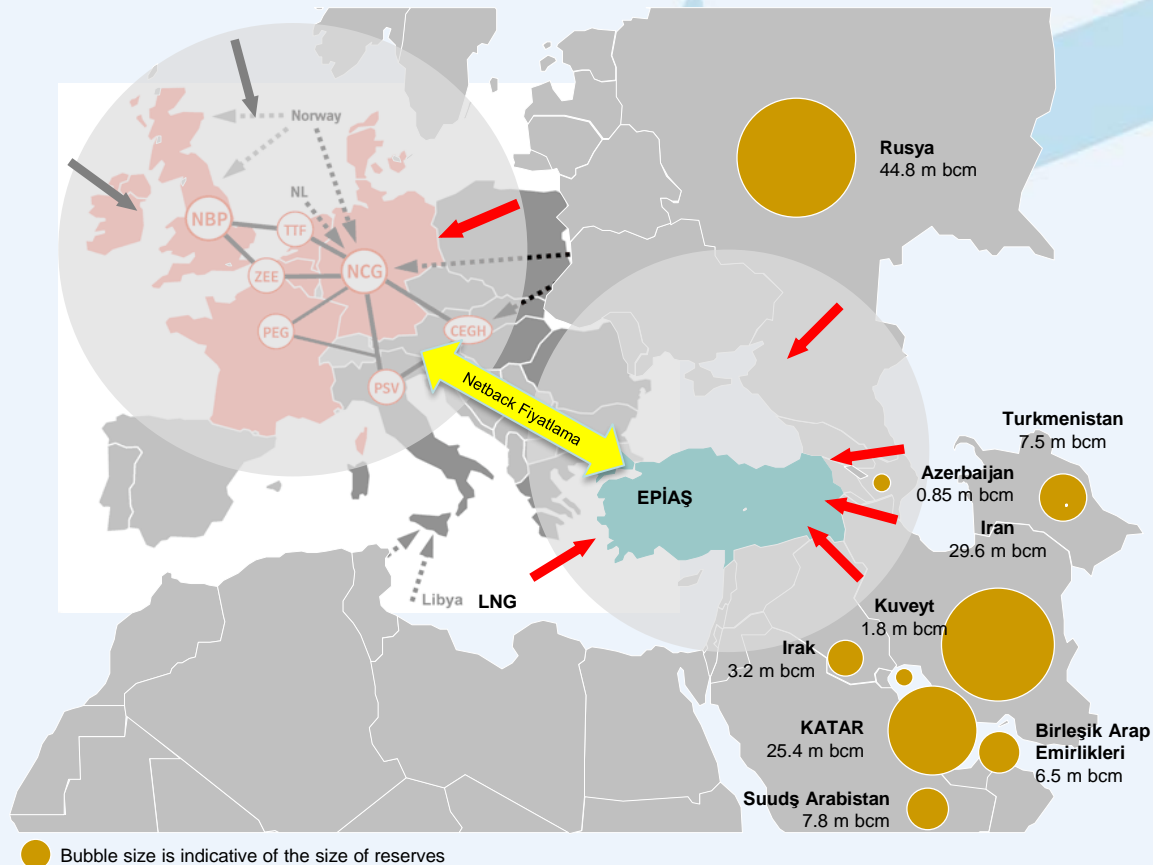 Norway
NL
NBP
TTF
ZEE
NCG
PEG
CEGH
PSV
Netback Fiyatlama
EPİAŞ
Libya
LNG
Rusya
44.8 m bcm
Turkmenistan
7.5 m bcm
Azerbaijan
0.85 m bcm
Iran
29.6 m bcm
Kuveyt
1.8 m bcm
Irak
3.2 m bcm
KATAR
25.4 m bcm
Birleşik Arap
Emirlikleri
6.5 m bcm
Suudş Arabistan
7.8 m bcm
Bubble size is indicative of the size of reserves